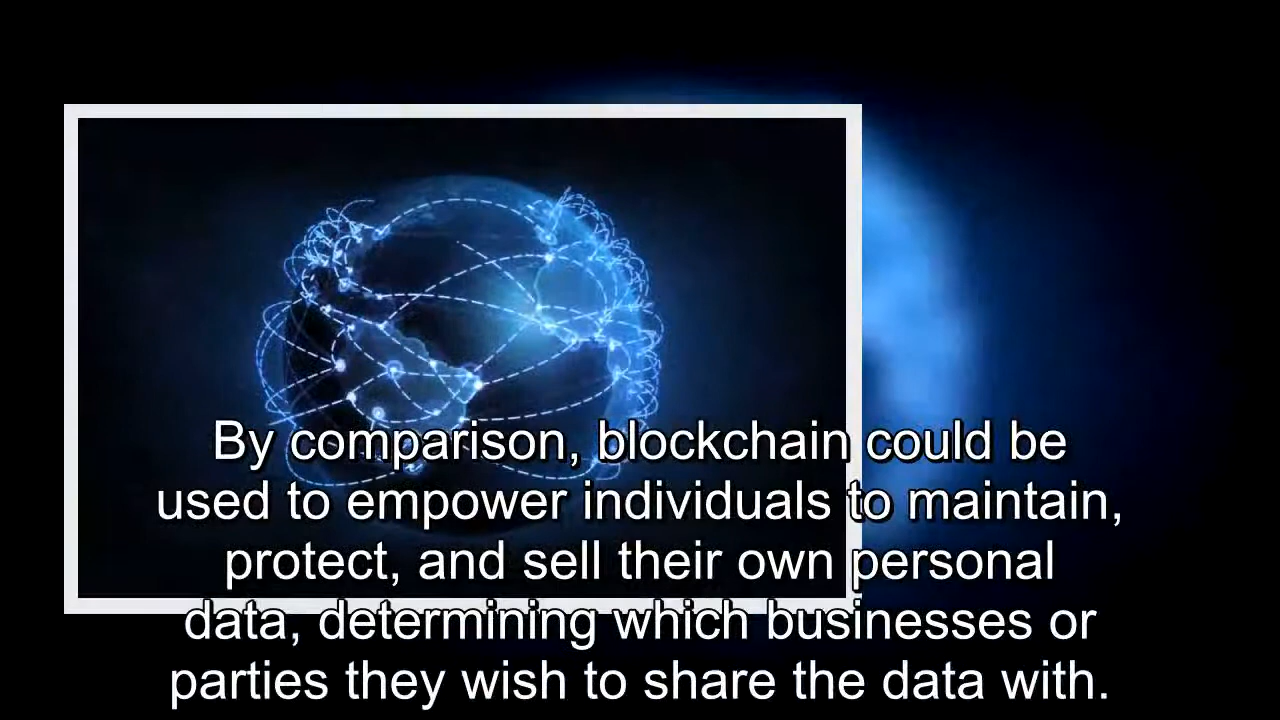 By comparison, blockchain could be
used to empower individuals to maintain,
protect, and sell their own personal
data, determining which businesses or
parties they wish to share the data with.